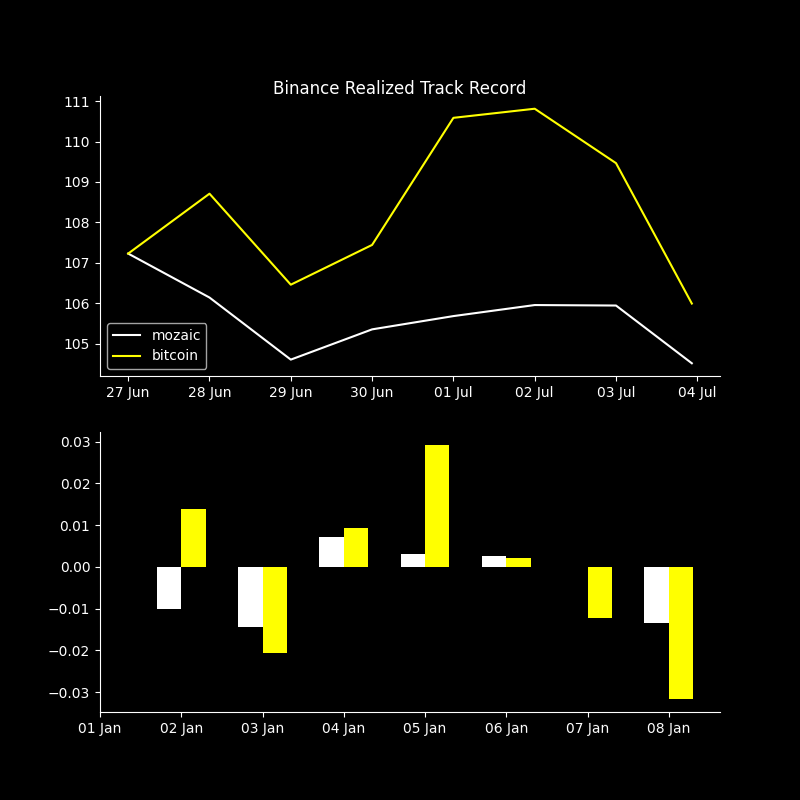 Binance Realized Track Record
111
110
109
108
107
106
105
mozaic
bitcoin
27 Jun 28 Jun 29 Jun 30 Jun 01 Jul 02 Jul 03 Jul 04 Jul
0.03
0.02
0.01
0.00
−0.01
−0.02
−0.03
01 Jan 02 Jan 03 Jan 04 Jan 05 Jan 06 Jan 07 Jan 08 Jan